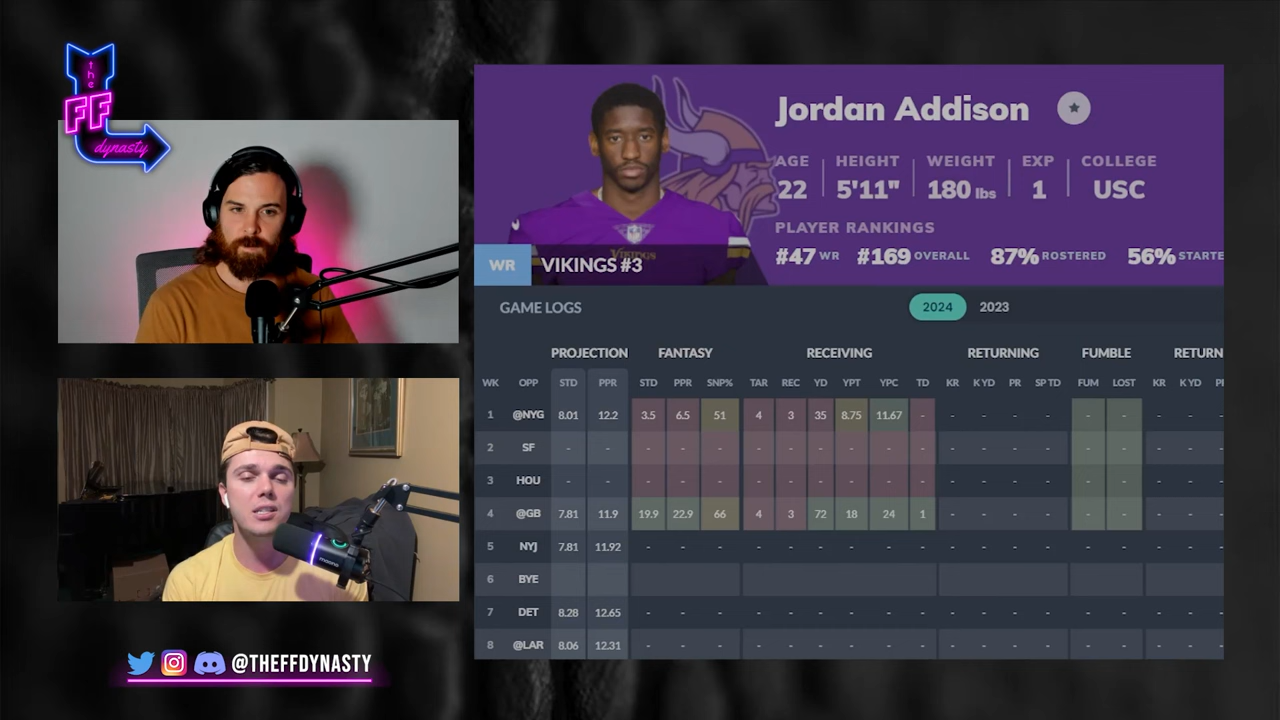 the
FF
dynasty
Jordan Addison
AGE HEIGHT WEIGHT EXP COLLEGE
22 5'11" 180 lbs 1 USC
PLAYER RANKINGS
#47 WR #169 OVERALL 87% ROSTERED 56% STARTE
WR VIKINGS #3
VIKINGS
GAME LOGS 2024 2023
PROJECTION FANTASY RECEIVING RETURNING FUMBLE RETURN
WK OPP STD PPR STD PPR SNP% TAR REC YD YPT YPC TD KR K YD PR SP TD FUM LOST KR K YD
1 @NYG 8.01 12.2 3.5 6.5 51 4 3 35 8.75 11.67 - - - - - - - - - -
2 SF - - - - - - - - - - - - - - - - - - - -
3 HOU - - - - - - - - - - - - - - - - - - - -
4 @GB 7.81 11.9 19.9 22.9 66 4 3 72 18 24 1 - - - - - - - - -
5 NYJ 7.81 11.92 - - - - - - - - - - - - - - - - - -
6 BYE
7 DET 8.28 12.65 - - - - - - - - - - - - - - - - - -
8 @LAR 8.06 12.31 - - - - - - - - - - - - - - - - - -
@THEFFDYNASTY